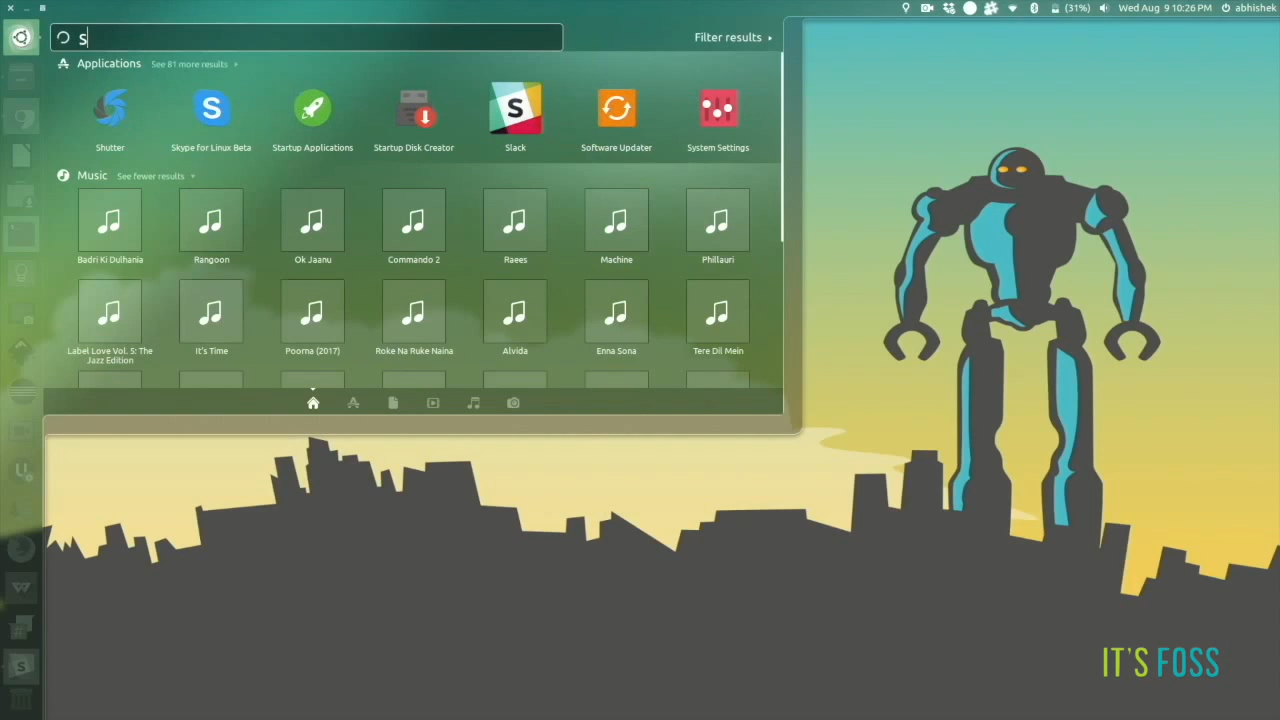 (31%) Wed Aug 9 10:26 PM abhishek
s
Filter results
Applications See 81 more results
Shutter Skype for Linux Beta Startup Applications Startup Disk Creator Slack Software Updater System Settings
Music See fewer results
Badri Ki Dulhania Rangoon Ok Jaanu Commando 2 Raees Machine Phillauri
Label Love Vol. 5: The Jazz Edition It's Time Poorna (2017) Roke Na Ruke Naina Alvida Enna Sona Tere Dil Mein
IT'S FOSS